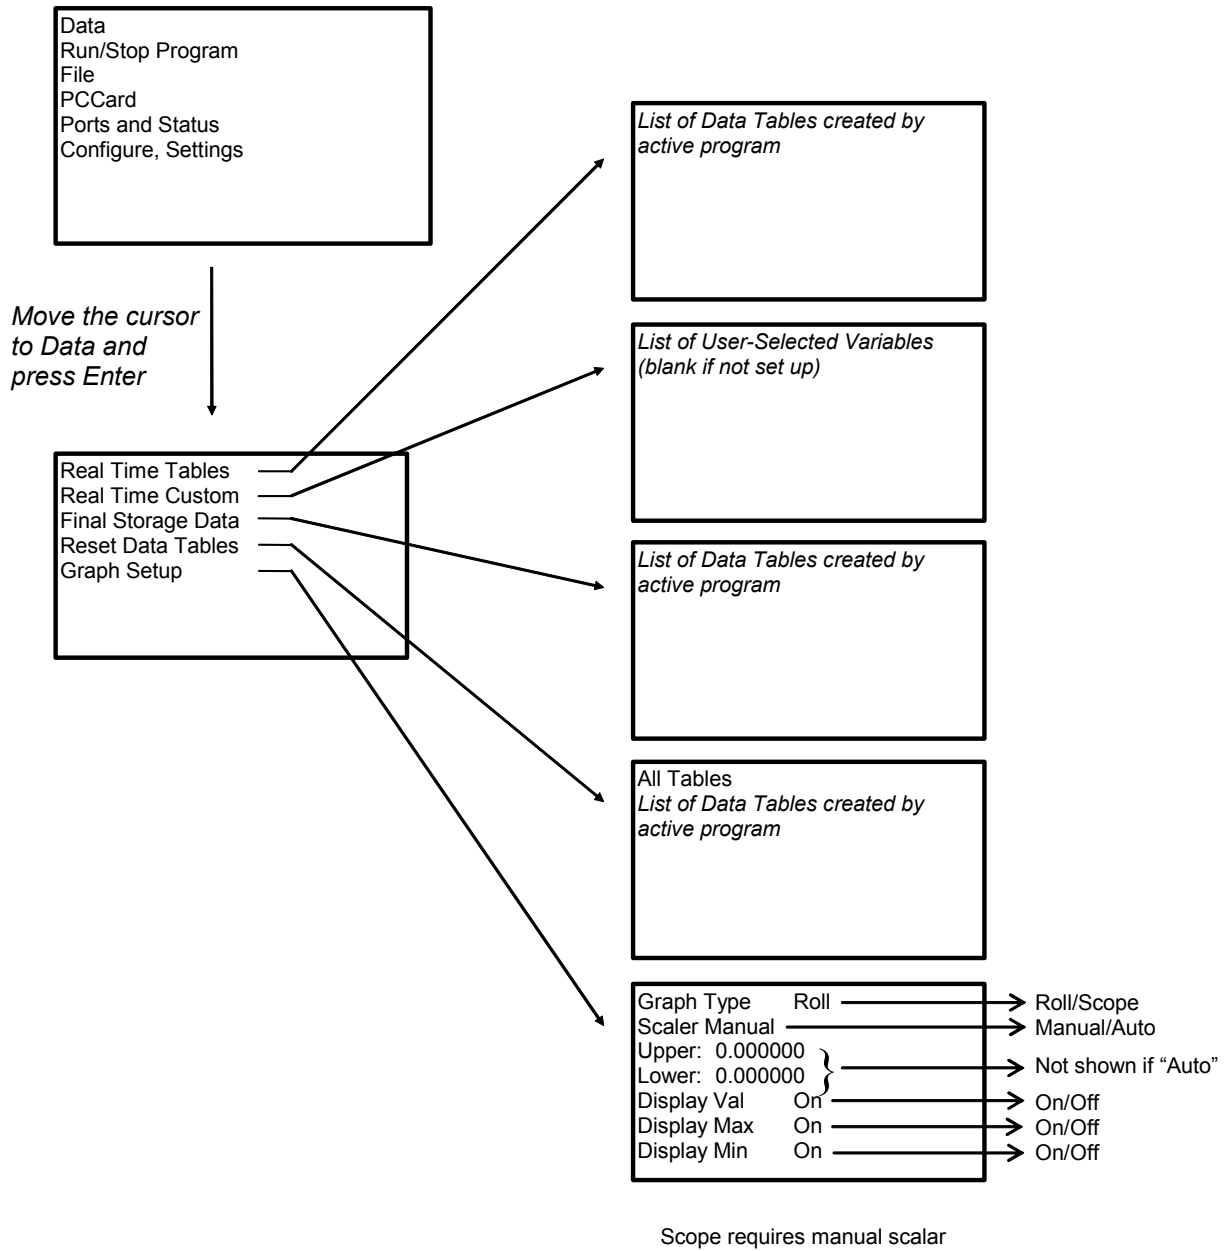 Data
Run/Stop Program
File
PCCard
Ports and Status
Configure, Settings
Move the cursor
to Data and
press Enter
Real Time Tables
Real Time Custom
Final Storage Data
Reset Data Tables
Graph Setup
List of Data Tables created by
active program
List of User-Selected Variables
(blank if not set up)
List of Data Tables created by
active program
All Tables
List of Data Tables created by
active program
Graph Type Roll Roll/Scope
Scaler Manual Manual/Auto
Upper: 0.000000
Lower: 0.000000
Not shown if “Auto”
Display Val On On/Off
Display Max On On/Off
Display Min On On/Off
Scope requires manual scalar